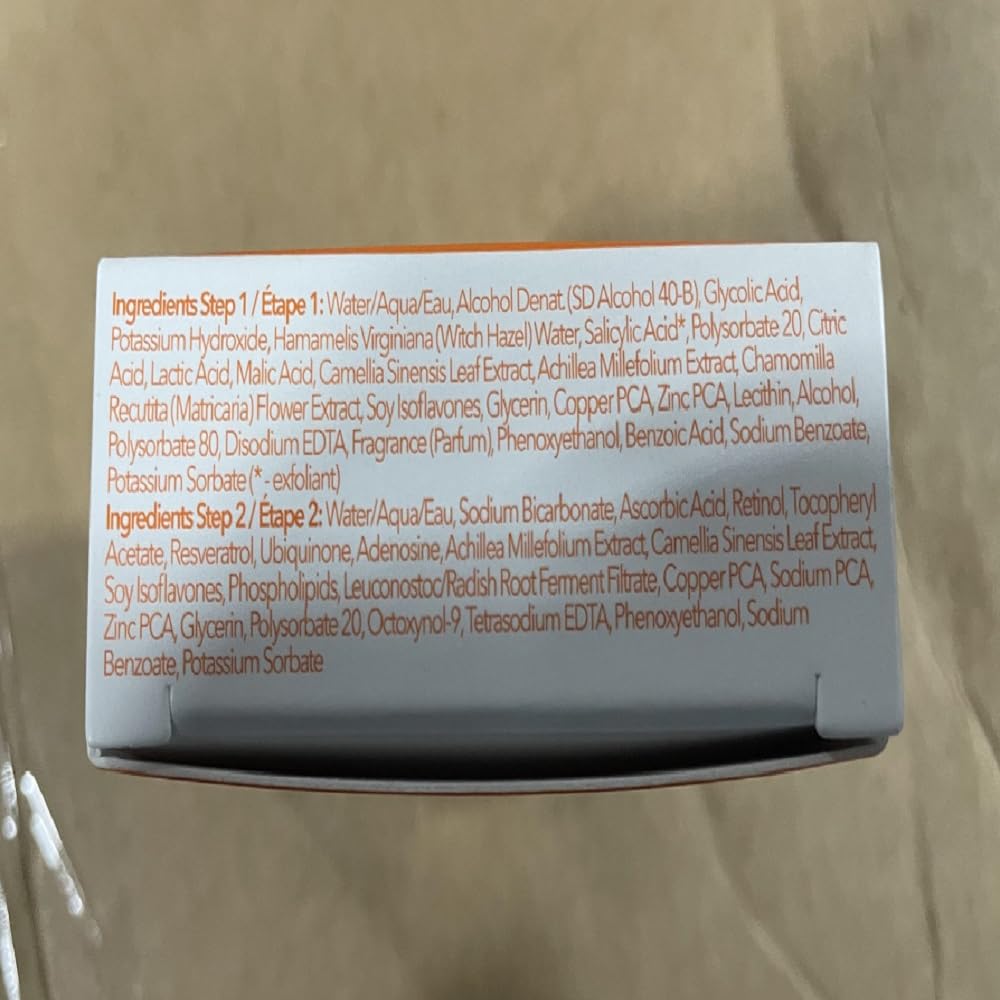 Ingredients Step 1 / Étape 1: Water/Aqua/Eau, Alcohol Denat. (SD Alcohol 40-B), Glycolic Acid,
Potassium Hydroxide, Hamamelis Virginiana (Witch Hazel) Water, Salicylic Acid*, Polysorbate 20, Citric
Acid, Lactic Acid, Malic Acid, Camellia Sinensis Leaf Extract, Achillea Millefolium Extract, Chamomilla
Recutita (Matricaria) Flower Extract, Soy Isoflavones, Glycerin, Copper PCA, Zinc PCA, Lecithin, Alcohol,
Polysorbate 80, Disodium EDTA, Fragrance (Parfum), Phenoxyethanol, Benzoic Acid, Sodium Benzoate,
Potassium Sorbate (* - exfoliant)
Ingredients Step 2 / Étape 2: Water/Aqua/Eau, Sodium Bicarbonate, Ascorbic Acid, Retinol, Tocopheryl
Acetate, Resveratrol, Ubiquinone, Adenosine, Achillea Millefolium Extract, Camellia Sinensis Leaf Extract,
Soy Isoflavones, Phospholipids, Leuconostoc/Radish Root Ferment Filtrate, Copper PCA, Sodium PCA,
Zinc PCA, Glycerin, Polysorbate 20, Octoxynol-9, Tetrasodium EDTA, Phenoxyethanol, Sodium
Benzoate, Potassium Sorbate